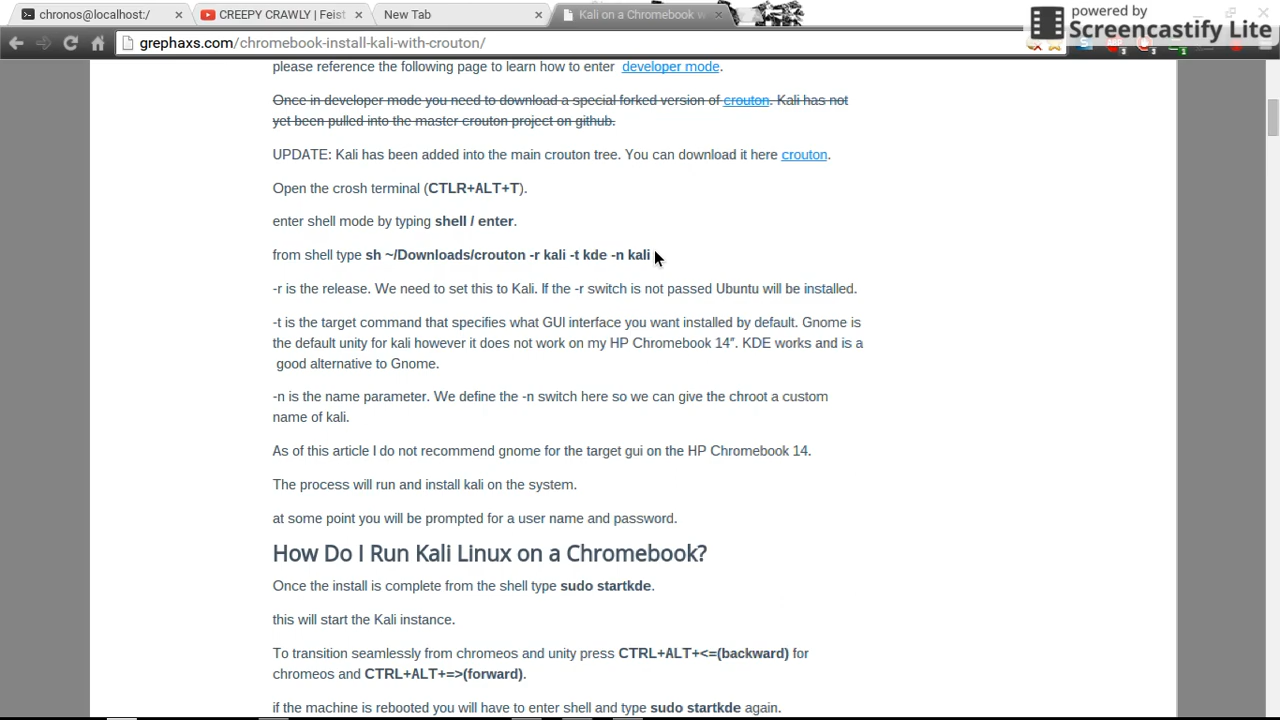 chronos@localhost:/
CREEPY CRAWLY | Feist
New Tab
Kali on a Chromebook w
powered by
Screencastify Lite
grephaxs.com/chromebook-install-kali-with-crouton/
please reference the following page to learn how to enter developer mode.
Once in developer mode you need to download a special forked version of crouton. Kali has not
yet been pulled into the master crouton project on github.
UPDATE: Kali has been added into the main crouton tree. You can download it here crouton.
Open the crosh terminal (CTLR+ALT+T).
enter shell mode by typing shell / enter.
from shell type sh ~/Downloads/crouton -r kali -t kde -n kali
-r is the release. We need to set this to Kali. If the -r switch is not passed Ubuntu will be installed.
-t is the target command that specifies what GUI interface you want installed by default. Gnome is
the default unity for kali however it does not work on my HP Chromebook 14″. KDE works and is a
good alternative to Gnome.
-n is the name parameter. We define the -n switch here so we can give the chroot a custom
name of kali.
As of this article I do not recommend gnome for the target gui on the HP Chromebook 14.
The process will run and install kali on the system.
at some point you will be prompted for a user name and password.
How Do I Run Kali Linux on a Chromebook?
Once the install is complete from the shell type sudo startkde.
this will start the Kali instance.
To transition seamlessly from chromeos and unity press CTRL+ALT+<=(backward) for
chromeos and CTRL+ALT+=>(forward).
if the machine is rebooted you will have to enter shell and type sudo startkde again.